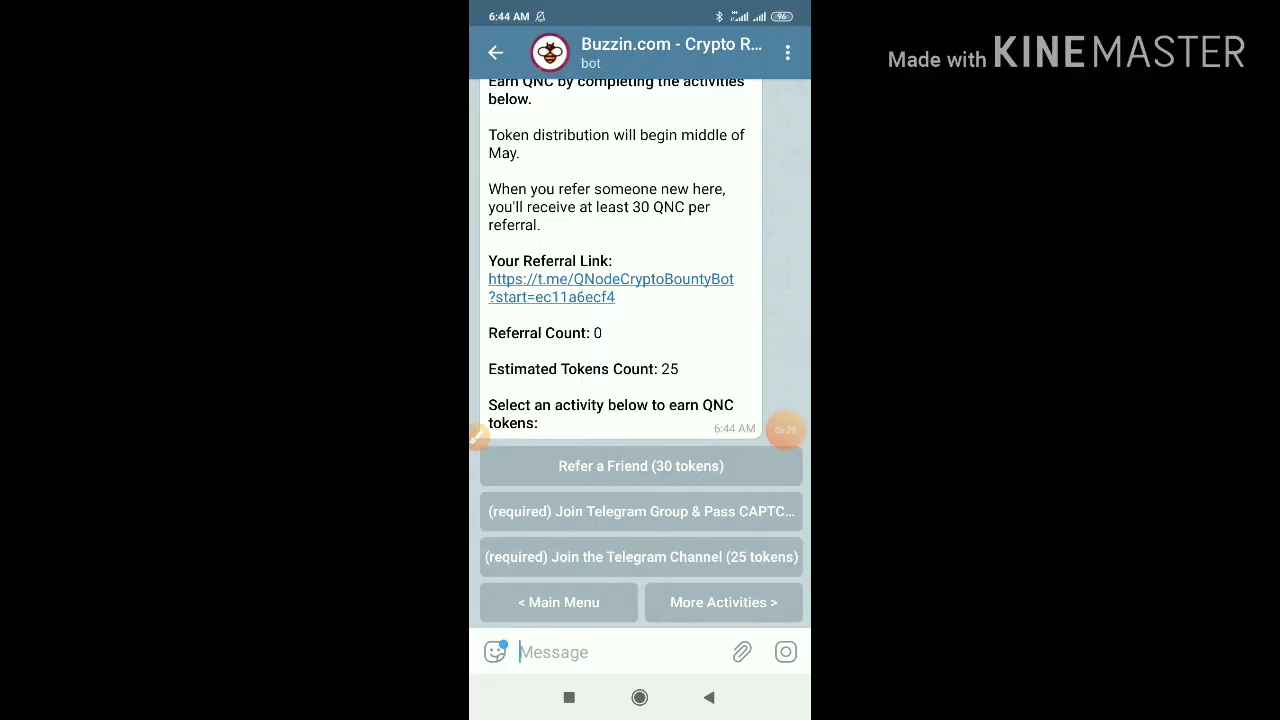 6:44 AM
96
Made with KINEMASTER
Buzzin.com - Crypto R...
bot
Earn QNC by completing the activities
below.
Token distribution will begin middle of
May.
When you refer someone new here,
you'll receive at least 30 QNC per
referral.
Your Referral Link:
https://t.me/QNodeCryptoBountyBot
?start=ec11a6ecf4
Referral Count: 0
Estimated Tokens Count: 25
Select an activity below to earn QNC
tokens:
6:44 AM
06:29
Refer a Friend (30 tokens)
(required) Join Telegram Group & Pass CAPTC...
(required) Join the Telegram Channel (25 tokens)
< Main Menu
More Activities >
Message